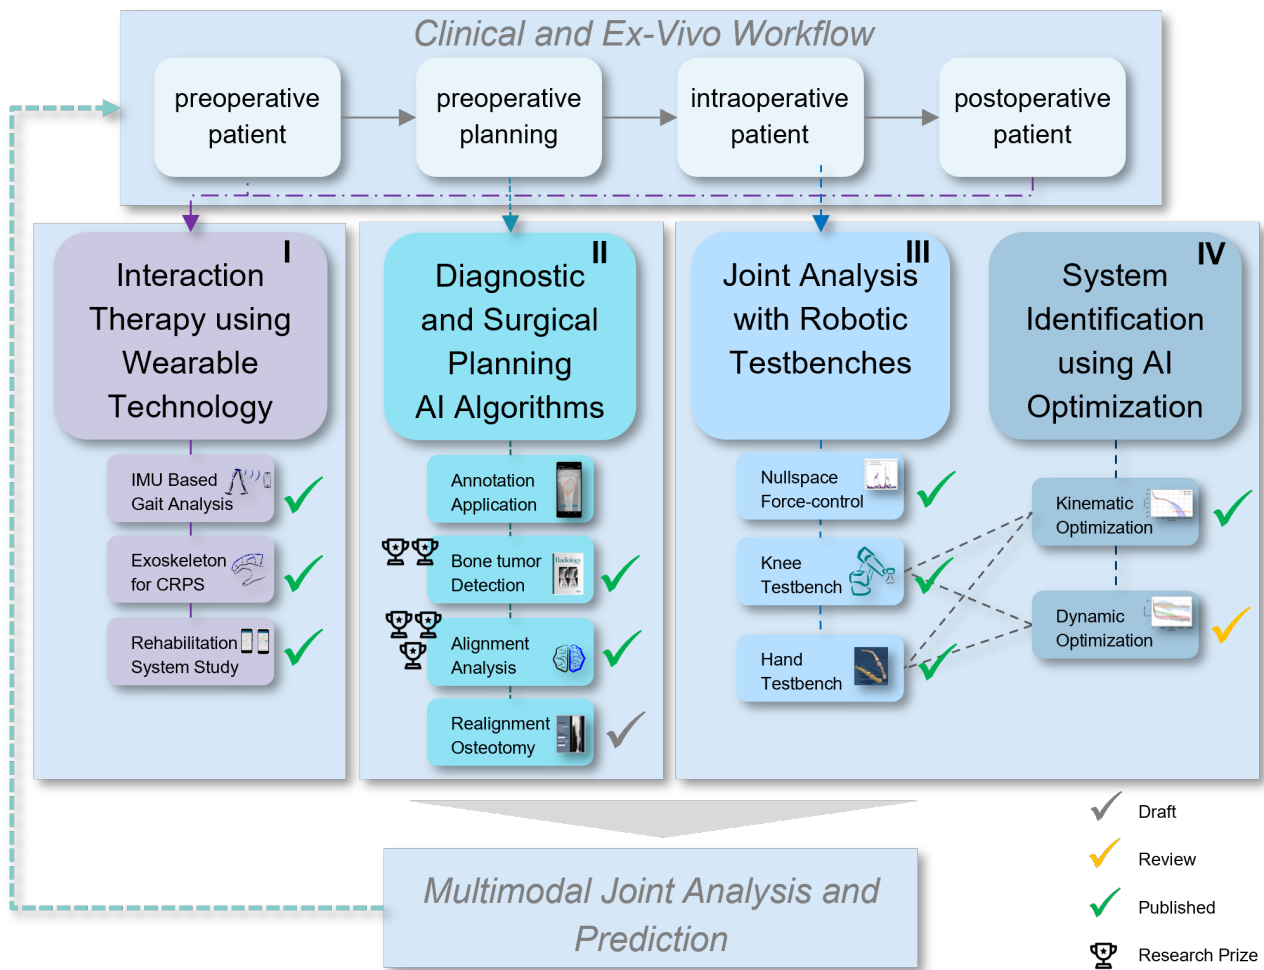 Clinical and Ex-Vivo Workflow
preoperative
patient
preoperative
planning
intraoperative
patient
postoperative
patient
I
Interaction
Therapy using
Wearable
Technology
IMU Based
Gait Analysis
Exoskeleton
for CRPS
Rehabilitation
System Study
II
Diagnostic
and Surgical
Planning
AI Algorithms
Annotation
Application
Bone tumor
Detection
Radiology
Alignment
Analysis
Realignment
Osteotomy
III
Joint Analysis
with Robotic
Testbenches
Nullspace
Force-control
Knee
Testbench
Hand
Testbench
IV
System
Identification
using AI
Optimization
Kinematic
Optimization
Dynamic
Optimization
Multimodal Joint Analysis and
Prediction
Draft
Review
Published
Research Prize